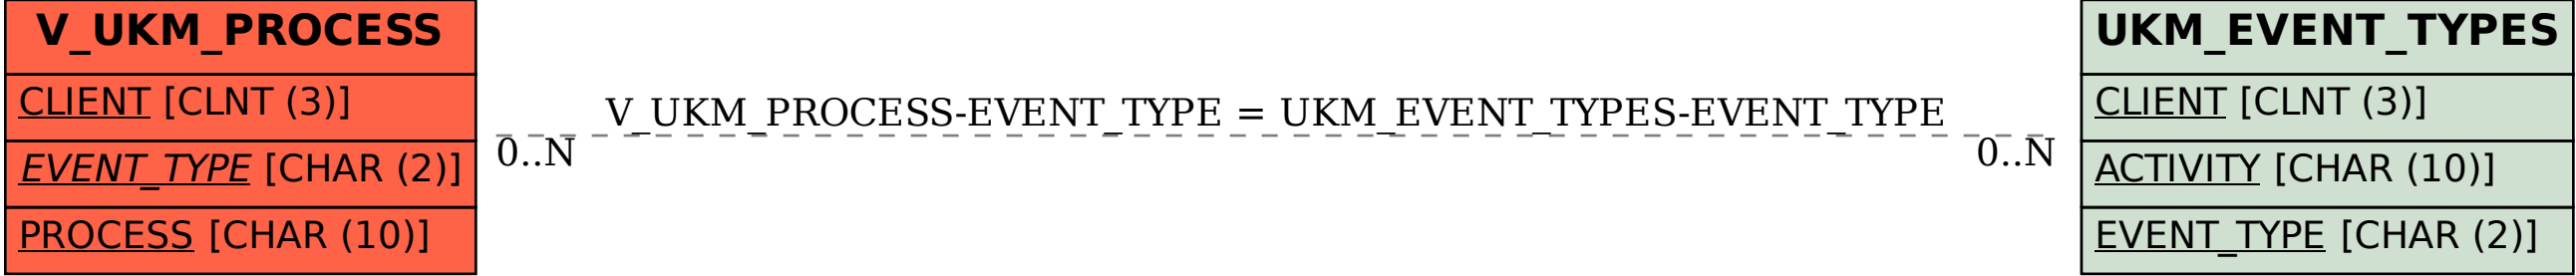 V_UKM_PROCESS
CLIENT [CLNT (3)]
EVENT_TYPE [CHAR (2)]
PROCESS [CHAR (10)]
V_UKM_PROCESS-EVENT_TYPE = UKM_EVENT_TYPES-EVENT_TYPE
0..N
0..N
UKM_EVENT_TYPES
CLIENT [CLNT (3)]
ACTIVITY [CHAR (10)]
EVENT_TYPE [CHAR (2)]